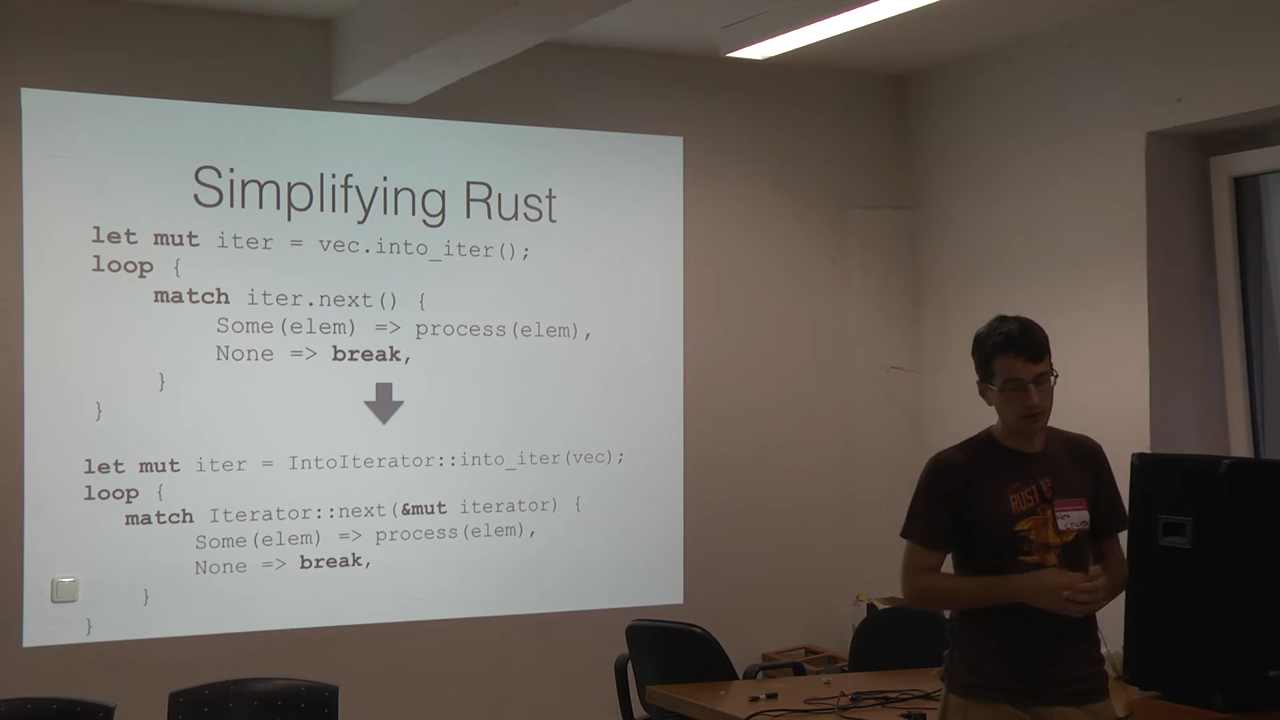 Simplifying Rust
let mut iter = vec.into_iter();
loop {
match iter.next() {
Some(elem) => process(elem),
None => break,
}
}
let mut iter = IntoIterator::into_iter(vec);
loop {
match Iterator::next(&mut iterator) {
Some(elem) => process(elem),
None => break,
}
}
RUST